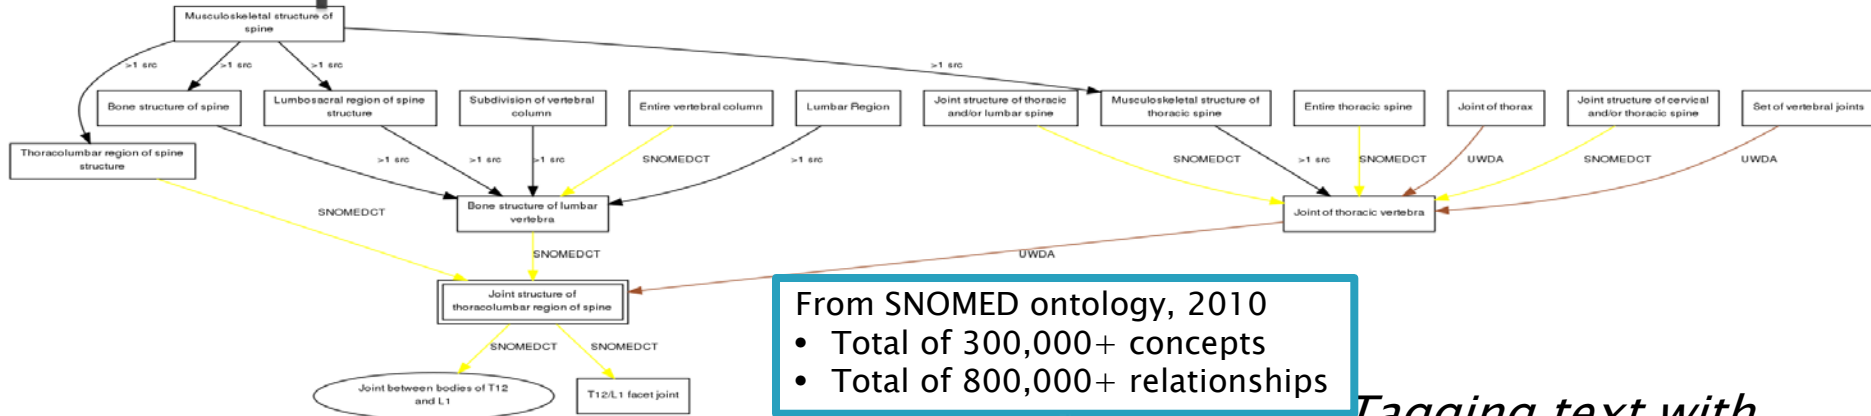 Musculoskeletal structure of
spine
>1 src
>1 src
>1 src
>1 src
Bone structure of spine
Lumbosacral region of spine
structure
Subdivision of vertebral
column
Entire vertebral column
Lumbar Region
Joint structure of thoracic
and/or lumbar spine
Musculoskeletal structure of
thoracic spine
Entire thoracic spine
Joint of thorax
Joint structure of cervical
and/or thoracic spine
Set of vertebral joints
Thoracolumbar region of spine
structure
>1 src
>1 src
>1 src
SNOMEDCT
>1 src
SNOMEDCT
>1 src
SNOMEDCT
UWDA
SNOMEDCT
UWDA
SNOMEDCT
Bone structure of lumbar
vertebra
Joint of thoracic vertebra
SNOMEDCT
UWDA
Joint structure of
thoracolumbar region of spine
SNOMEDCT
SNOMEDCT
Joint between bodies of T12
and L1
T12/L1 facet joint
From SNOMED ontology, 2010
• Total of 300,000+ concepts
• Total of 800,000+ relationships
Tagging text with